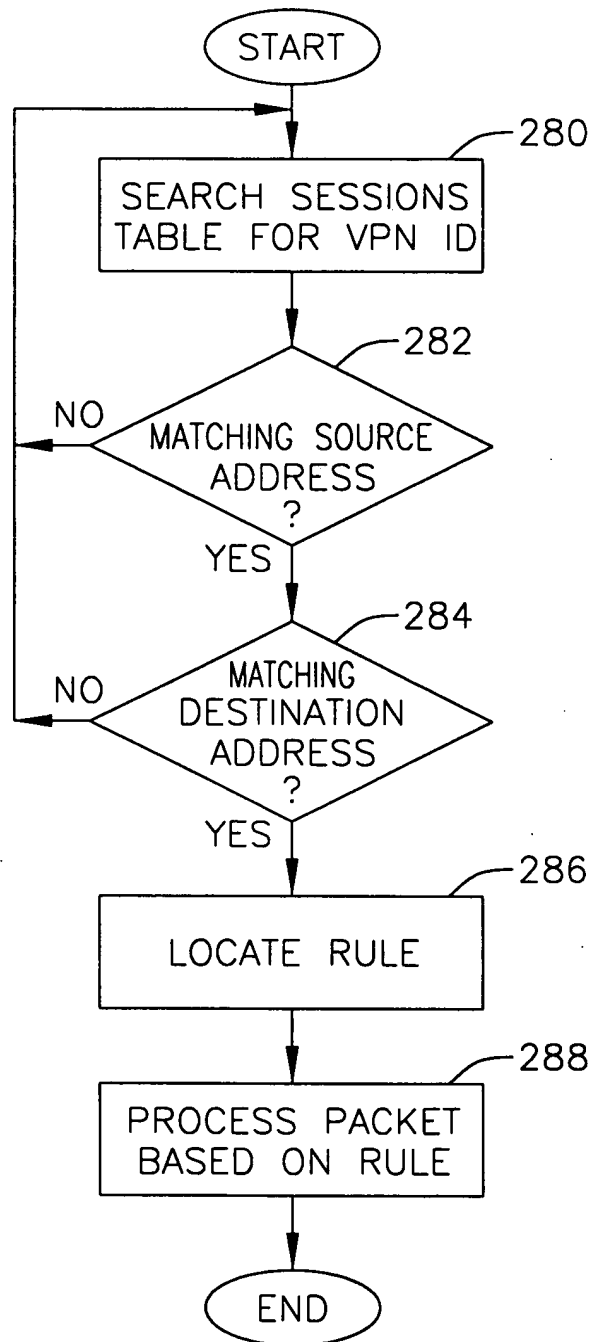 START
280
SEARCH SESSIONS
TABLE FOR VPN ID
282
NO
MATCHING SOURCE
ADDRESS
?
YES
284
NO
MATCHING
DESTINATION
ADDRESS
?
YES
286
LOCATE RULE
288
PROCESS PACKET
BASED ON RULE
END